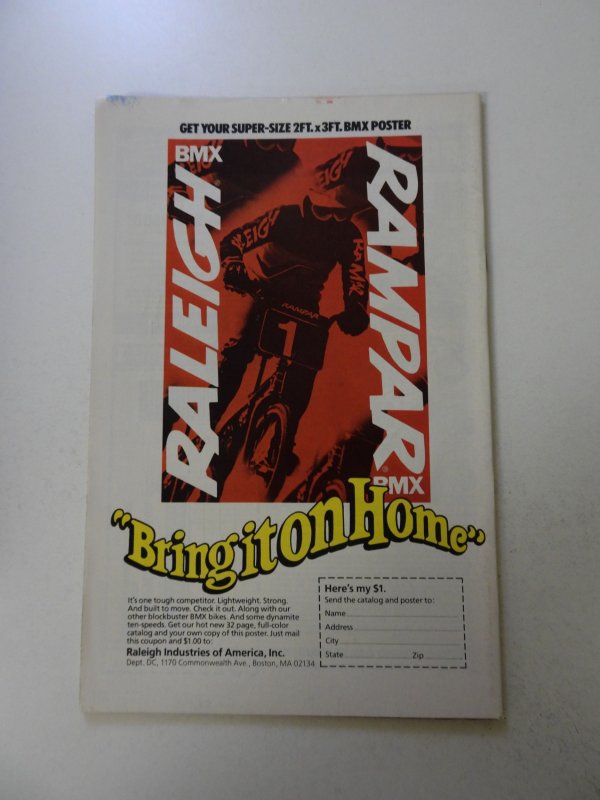 GET YOUR SUPER-SIZE 2FT. x 3FT. BMX POSTER
BMX
RALEIGH
RAMPAR
®
BMX
RALEIGH
RAMPAR
RAMPAR
1
"Bring it on Home"
It's one tough competitor. Lightweight. Strong.
And built to move. Check it out. Along with our
other blockbuster BMX bikes. And some dynamite
ten-speeds. Get our hot new 32 page, full-color
catalog and your own copy of this poster. Just mail
this coupon and $1.00 to:
Raleigh Industries of America, Inc.
Dept. DC, 1170 Commonwealth Ave., Boston, MA 02134
Here's my $1.
Send the catalog and poster to:
Name
Address
City
State Zip